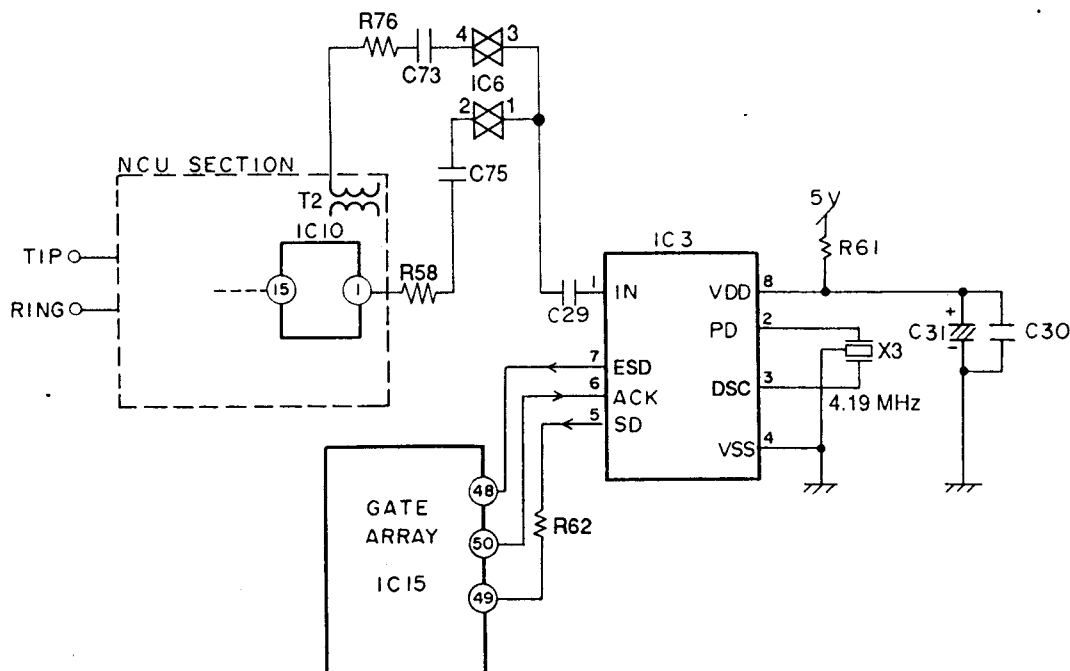 R76
4 3
C73
IC6
2 1
C75
NCU SECTION
T2
IC10
TIP
RING
15
1
R58
5V
R61
IC3
1
IN
C29
VDD
8
PD
2
C31
+
-
C30
X3
DSC
3
4.19 MHz
VSS
4
7
ESD
6
ACK
5
SD
GATE
ARRAY
IC15
48
50
49
R62